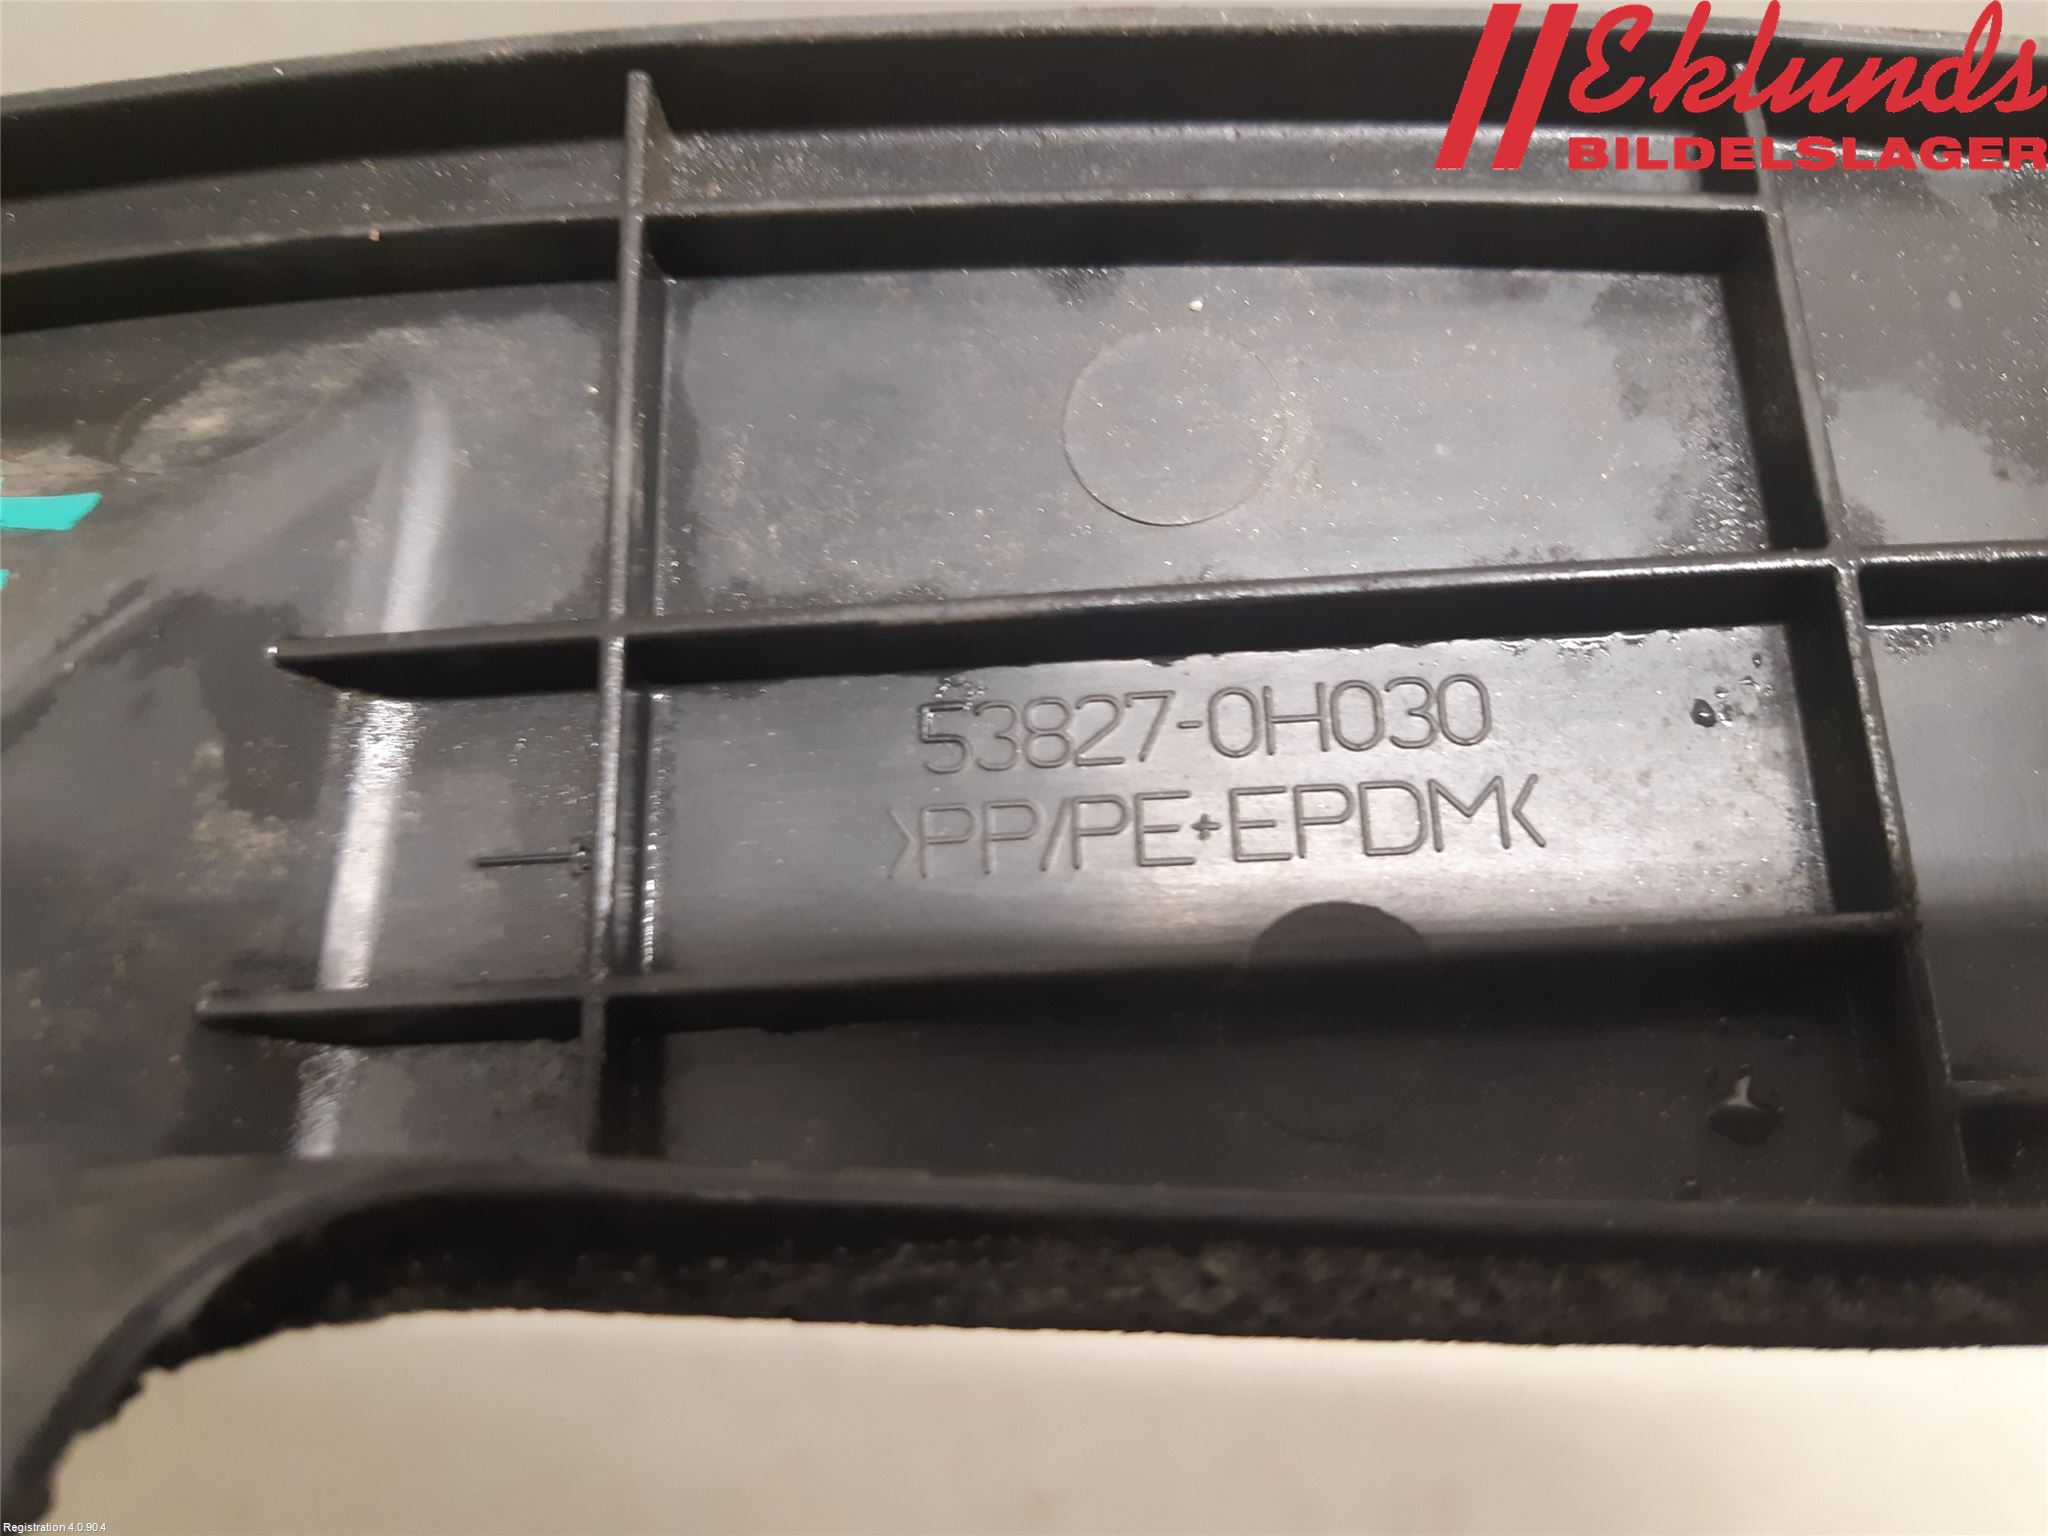 Eklunds
BILDELSLAGER
53827-0H030
>PP/PE+EPDM<
Registration 4.0.90.4